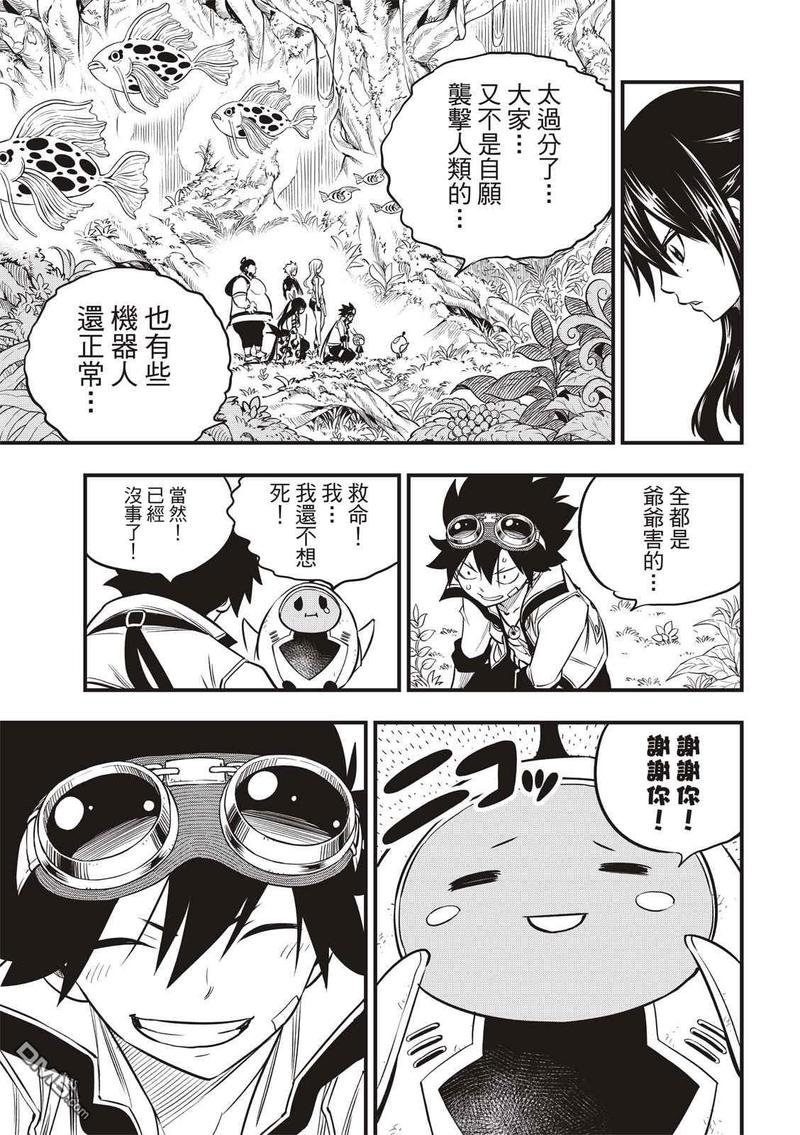 太過分了…
大家…
又不是自願
襲擊人類的…
也有些
機器人
還正常…
全都是
爺爺害的…
救命！
我…
我還不想
死！
當然！
已經
沒事了！
謝謝你！
謝謝你！
ニコッ
DM5.COM